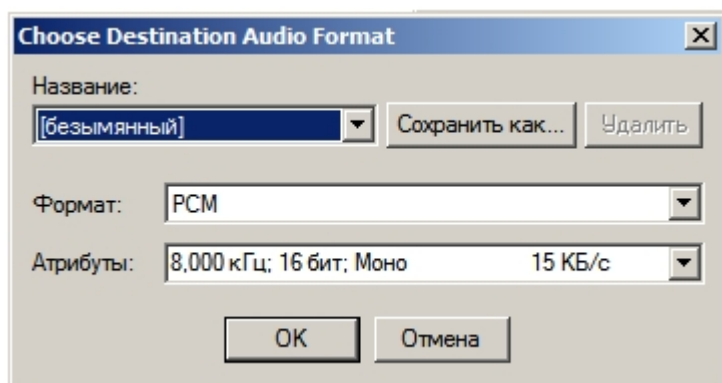 Choose Destination Audio Format
Название:
[безымянный]
Сохранить как...
Удалить
Формат:
PCM
Атрибуты:
8,000 кГц; 16 бит; Моно 15 КБ/с
OK
Отмена